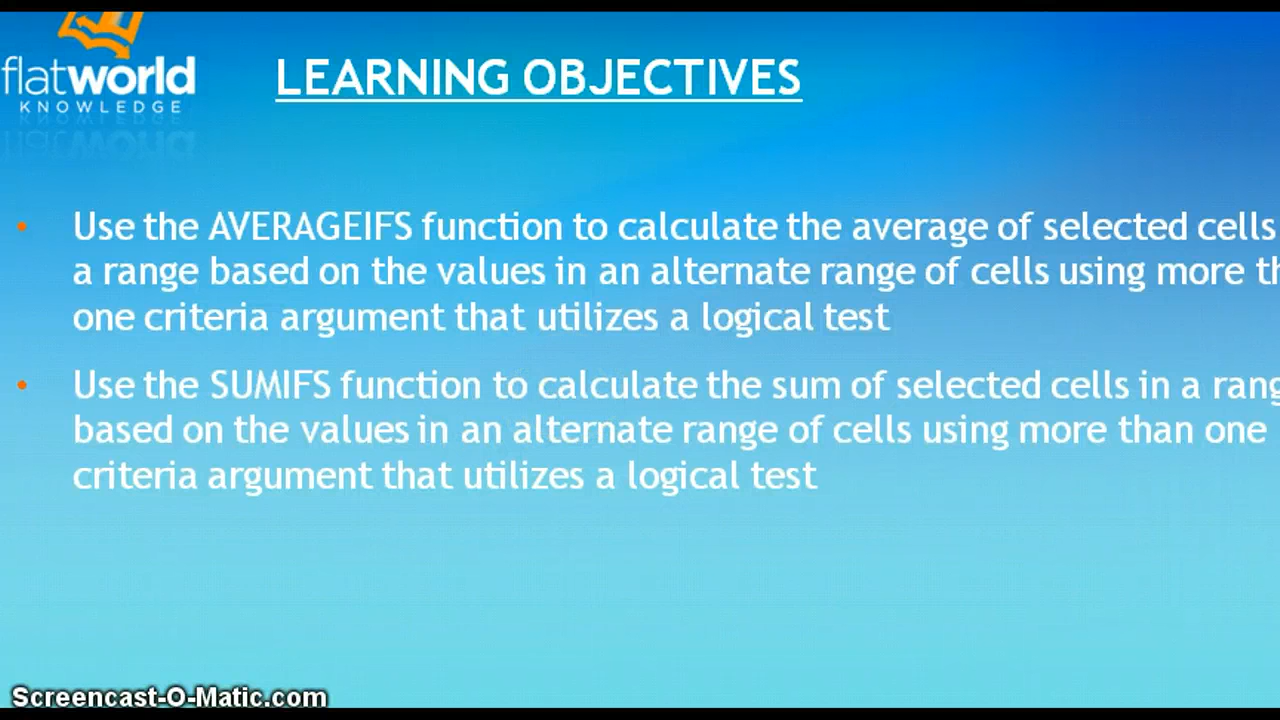 flatworld
KNOWLEDGE
LEARNING OBJECTIVES
• Use the AVERAGEIFS function to calculate the average of selected cells
a range based on the values in an alternate range of cells using more
one criteria argument that utilizes a logical test
• Use the SUMIFS function to calculate the sum of selected cells in a
based on the values in an alternate range of cells using more than one
criteria argument that utilizes a logical test
Screencast-O-Matic.com